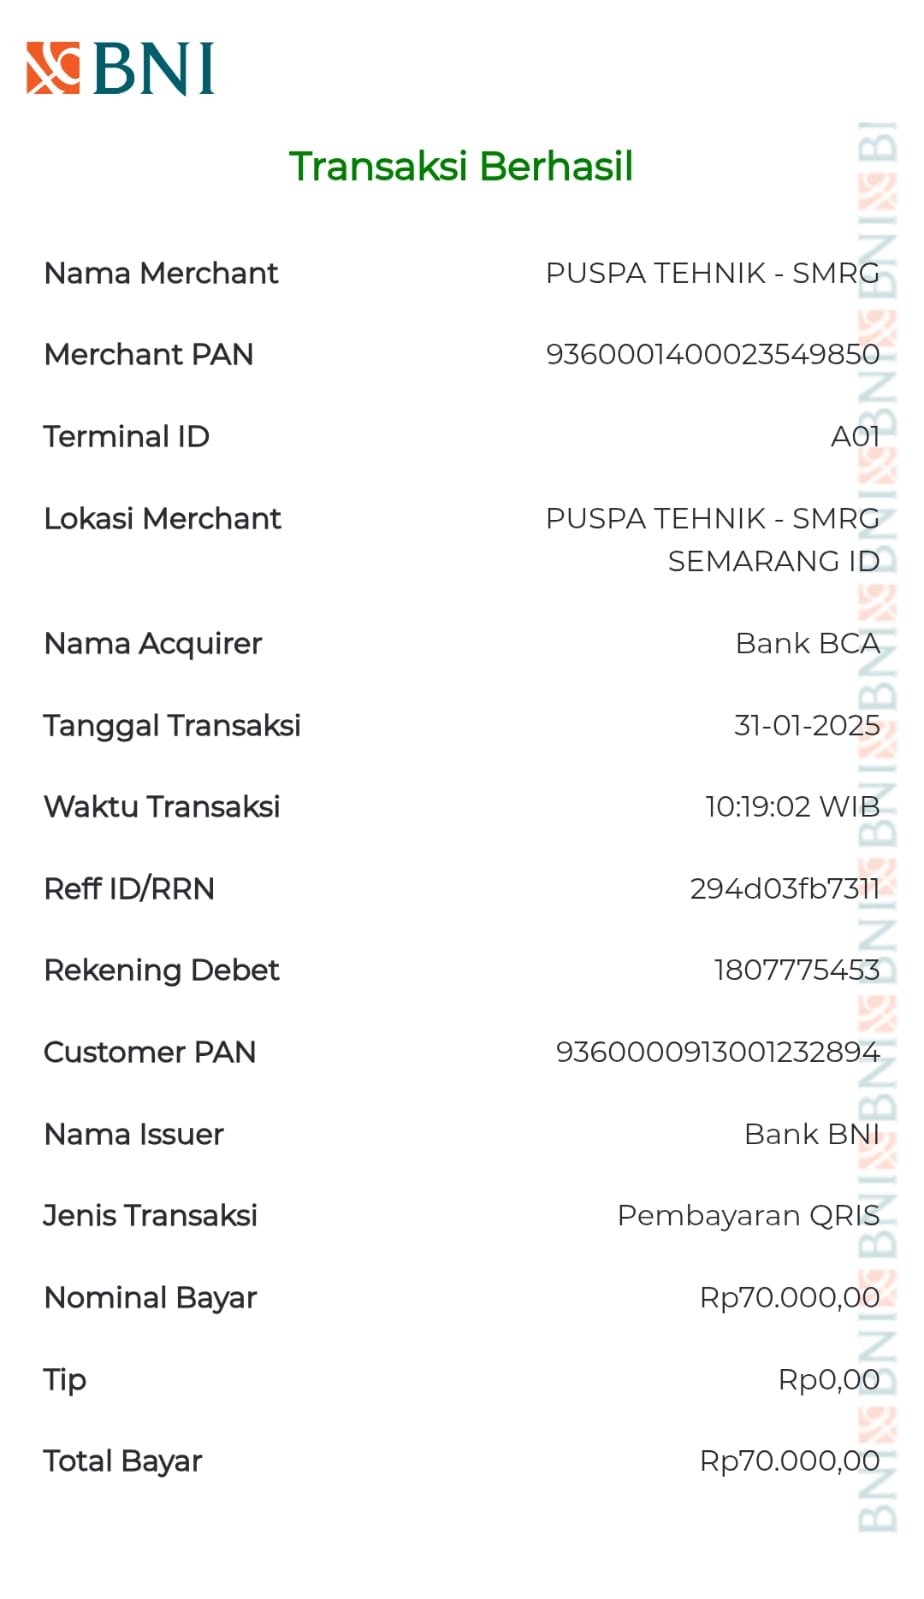 BNI
Transaksi Berhasil
Nama Merchant PUSPA TEHNIK - SMRG
Merchant PAN 9360001400023549850
Terminal ID A01
Lokasi Merchant PUSPA TEHNIK - SMRG
SEMARANG ID
Nama Acquirer Bank BCA
Tanggal Transaksi 31-01-2025
Waktu Transaksi 10:19:02 WIB
Reff ID/RRN 294d03fb7311
Rekening Debet 1807775453
Customer PAN 9360000913001232894
Nama Issuer Bank BNI
Jenis Transaksi Pembayaran QRIS
Nominal Bayar Rp70.000,00
Tip Rp0,00
Total Bayar Rp70.000,00
BNI BNI BNI BNI BNI BNI BNI BNI BNI BNI BI